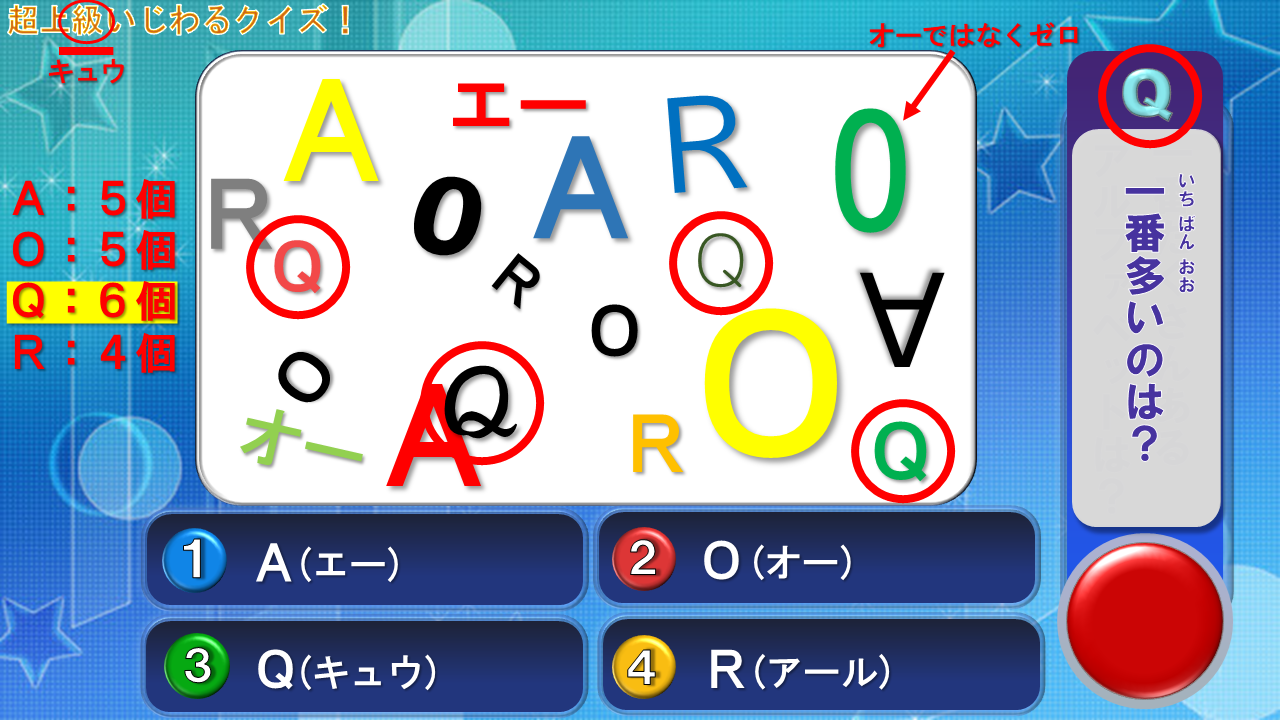 超上級いじわるクイズ！
キュウ
オーではなくゼロ
A：５個
O：５個
Q：６個
R：４個
A
エー
R
0
R
O
A
Q
Q
R
O
A
O
O
A
Q
オー
R
Q
Q
いちばんおお
一番多いのは？
1 A（エー）
2 O（オー）
3 Q（キュウ）
4 R（アール）